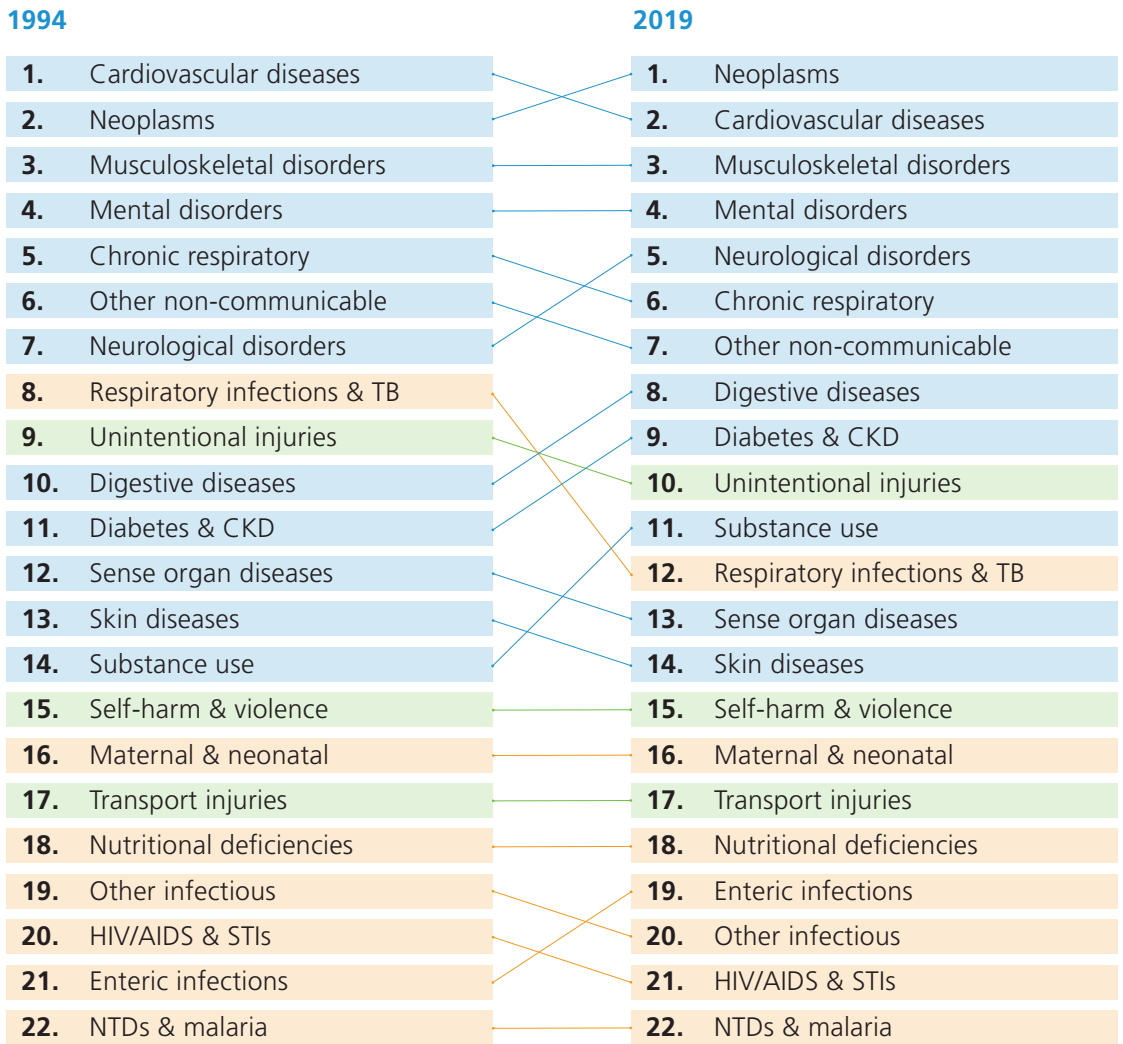 1994
1. Cardiovascular diseases
2. Neoplasms
3. Musculoskeletal disorders
4. Mental disorders
5. Chronic respiratory
6. Other non-communicable
7. Neurological disorders
8. Respiratory infections & TB
9. Unintentional injuries
10. Digestive diseases
11. Diabetes & CKD
12. Sense organ diseases
13. Skin diseases
14. Substance use
15. Self-harm & violence
16. Maternal & neonatal
17. Transport injuries
18. Nutritional deficiencies
19. Other infectious
20. HIV/AIDS & STIs
21. Enteric infections
22. NTDs & malaria
2019
1. Neoplasms
2. Cardiovascular diseases
3. Musculoskeletal disorders
4. Mental disorders
5. Neurological disorders
6. Chronic respiratory
7. Other non-communicable
8. Digestive diseases
9. Diabetes & CKD
10. Unintentional injuries
11. Substance use
12. Respiratory infections & TB
13. Sense organ diseases
14. Skin diseases
15. Self-harm & violence
16. Maternal & neonatal
17. Transport injuries
18. Nutritional deficiencies
19. Enteric infections
20. Other infectious
21. HIV/AIDS & STIs
22. NTDs & malaria